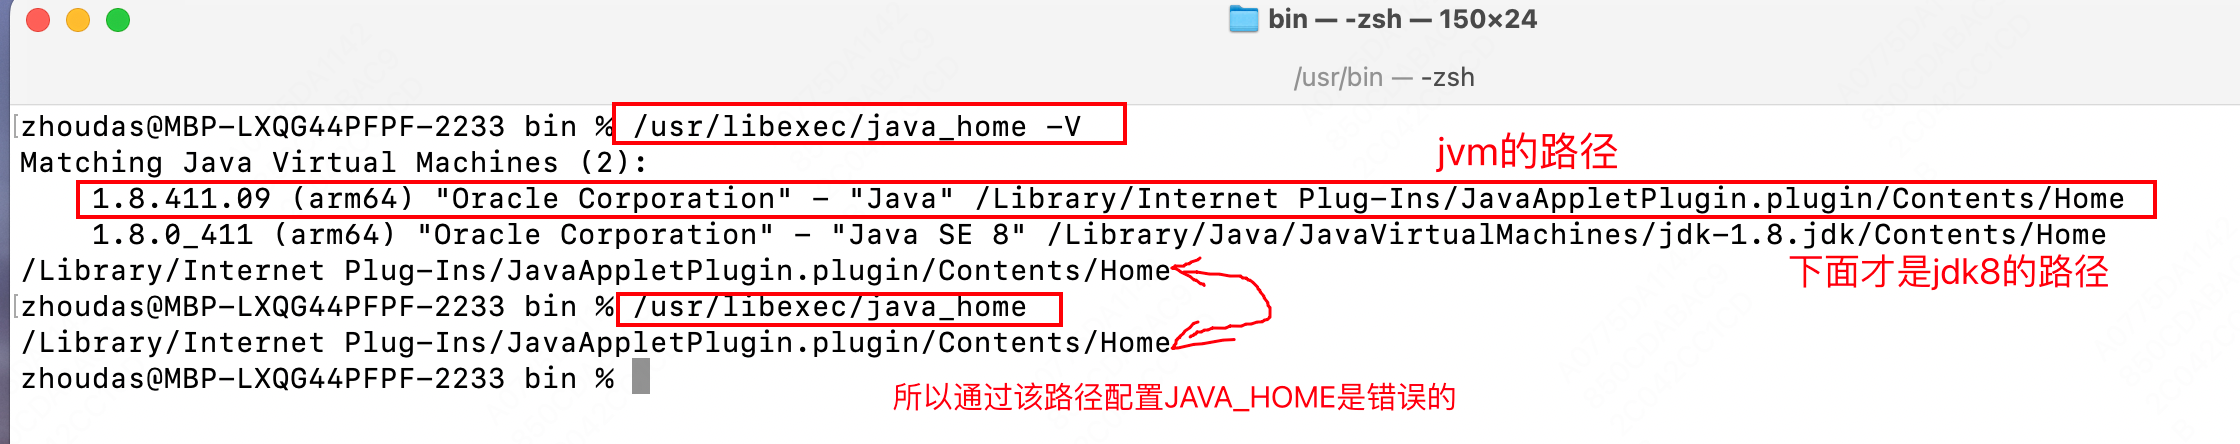 bin — -zsh — 150×24
/usr/bin — -zsh
zhoudas@MBP-LXQG44PFPF-2233 bin % /usr/libexec/java_home -V
jvm的路径
Matching Java Virtual Machines (2):
1.8.411.09 (arm64) "Oracle Corporation" - "Java" /Library/Internet Plug-Ins/JavaAppletPlugin.plugin/Contents/Home
1.8.0_411 (arm64) "Oracle Corporation" - "Java SE 8" /Library/Java/JavaVirtualMachines/jdk-1.8.jdk/Contents/Home
/Library/Internet Plug-Ins/JavaAppletPlugin.plugin/Contents/Home
下面才是jdk8的路径
zhoudas@MBP-LXQG44PFPF-2233 bin % /usr/libexec/java_home
/Library/Internet Plug-Ins/JavaAppletPlugin.plugin/Contents/Home
zhoudas@MBP-LXQG44PFPF-2233 bin %
所以通过该路径配置JAVA_HOME是错误的